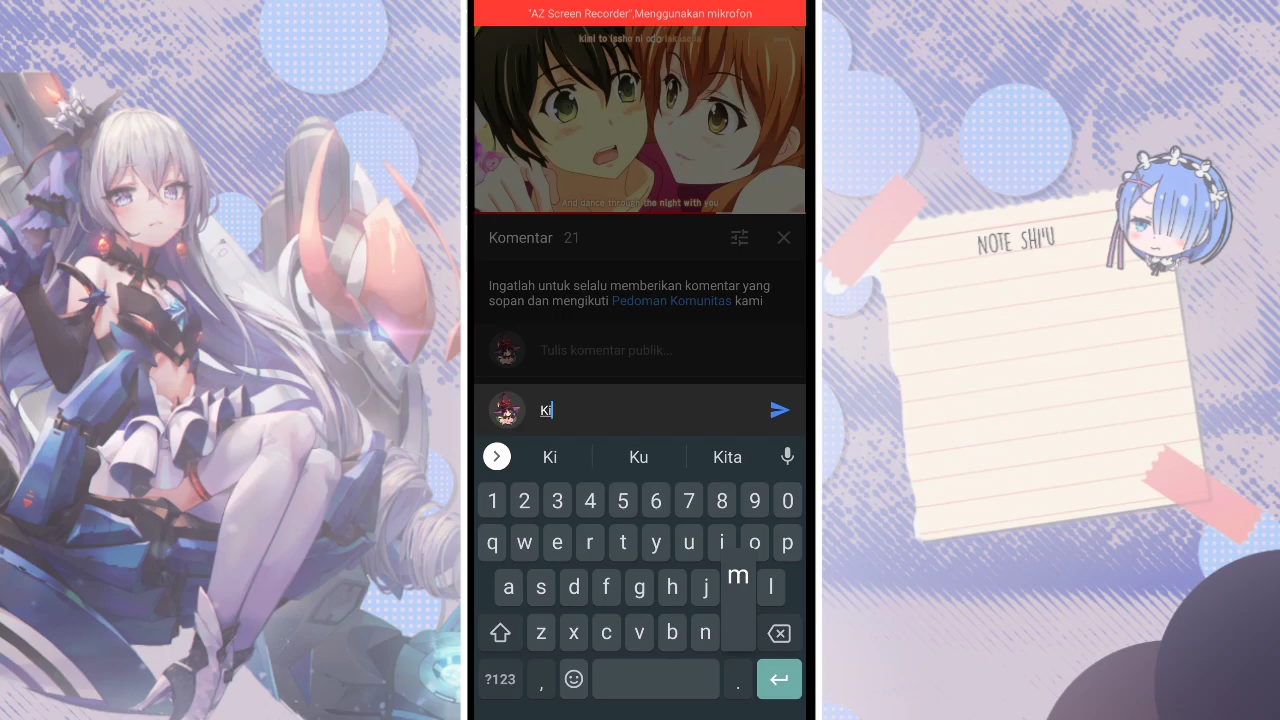 "AZ Screen Recorder",Menggunakan mikrofon
And dance through the night with you
Komentar 21
Ingatlah untuk selalu memberikan komentar yang
sopan dan mengikuti Pedoman Komunitas kami
Tulis komentar publik...
Ki
Ki Ku Kita
1 2 3 4 5 6 7 8 9 0
q w e r t y u i o p
a s d f g h j l
m
z x c v b n
?123 , .
NOTE SHI'U